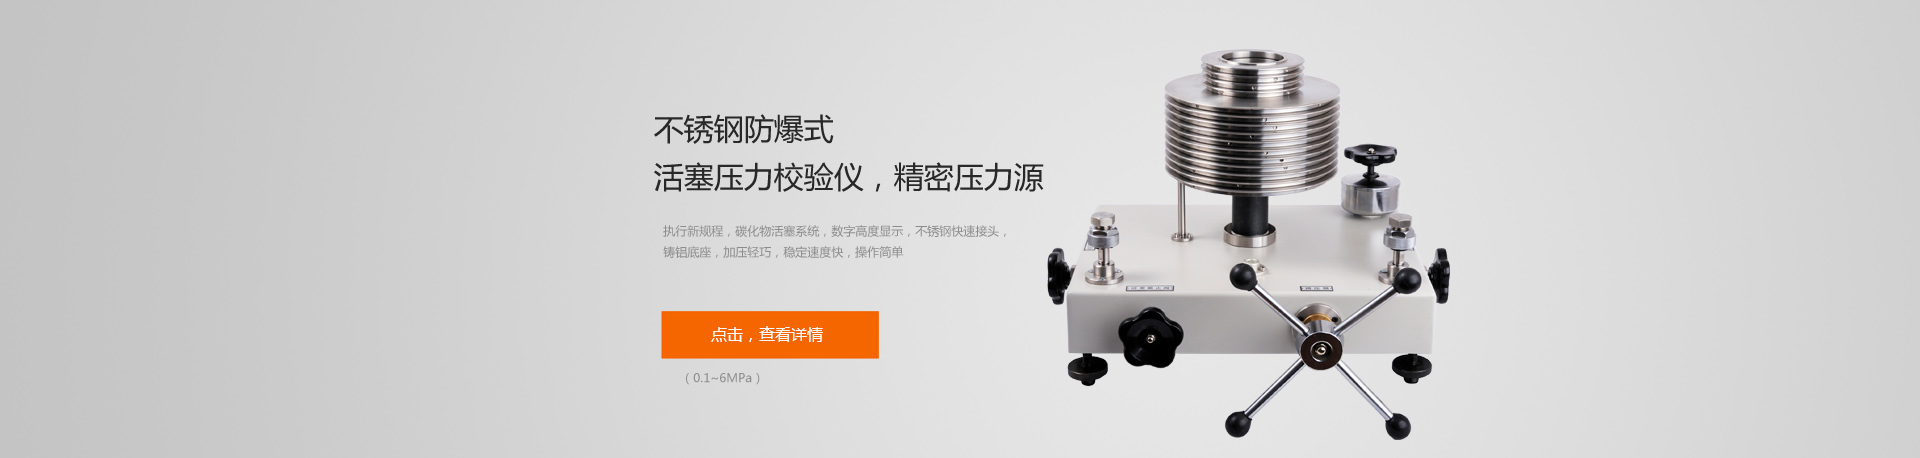 不锈钢防爆式
活塞压力校验仪，精密压力源
执行新规程，碳化物活塞系统，数字高度显示，不锈钢快速接头，
铸铝底座，加压轻巧，稳定速度快，操作简单
点击，查看详情
（0.1~6MPa）